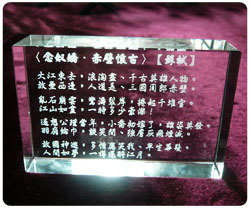 〈念奴嬌．赤壁懷古〉【蘇軾】
大江東去，浪淘盡、千古英雄人物。
故壘西邊，人道是、三國周郎赤壁。
亂石崩雲，驚濤裂岸，捲起千堆雪。
江山如畫，一時多少豪傑！
遙想公瑾當年，小喬初嫁了，雄姿英發。
羽扇綸巾，談笑間、強虜灰飛煙滅。
故國神遊，多情應笑我、早生華髮。
人間如夢，一樽還酹江月。